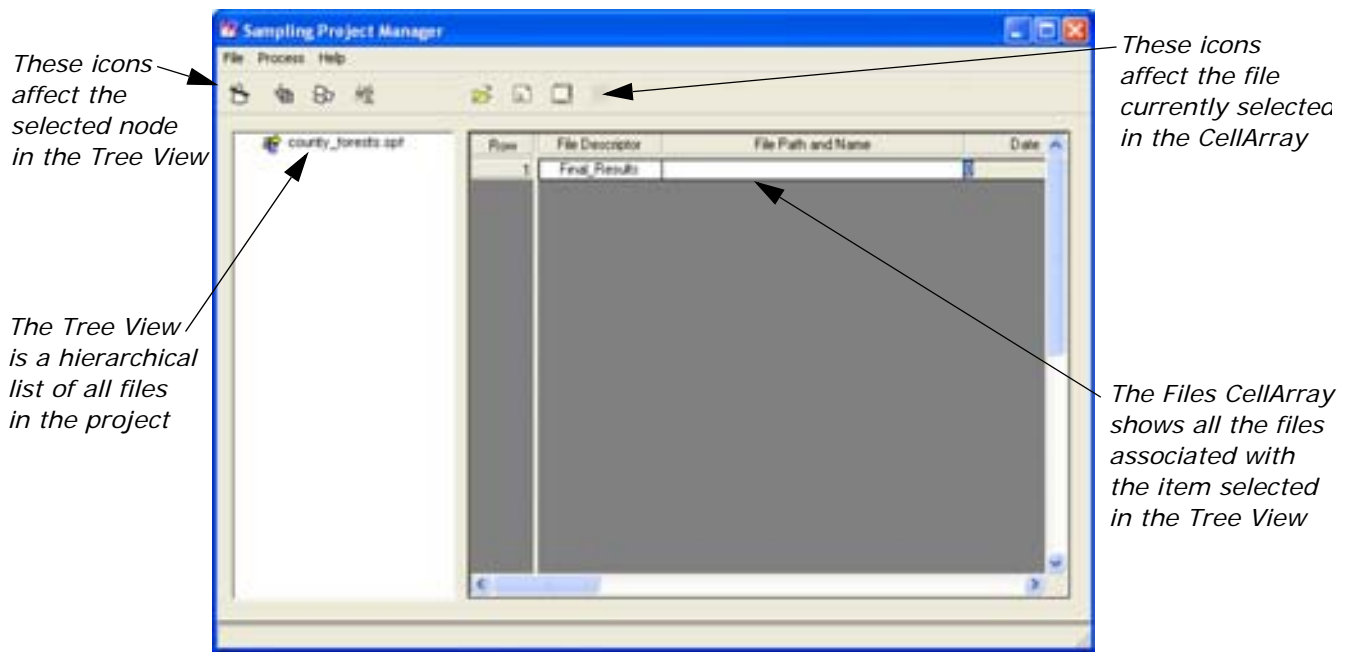 Sampling Project Manager
File Process Help
These icons
affect the
selected node
in the Tree View
These icons
affect the file
currently selected
in the CellArray
county_forests.spf
Row File Descriptor File Path and Name Date
1 Final_Results
The Tree View
is a hierarchical
list of all files
in the project
The Files CellArray
shows all the files
associated with
the item selected
in the Tree View